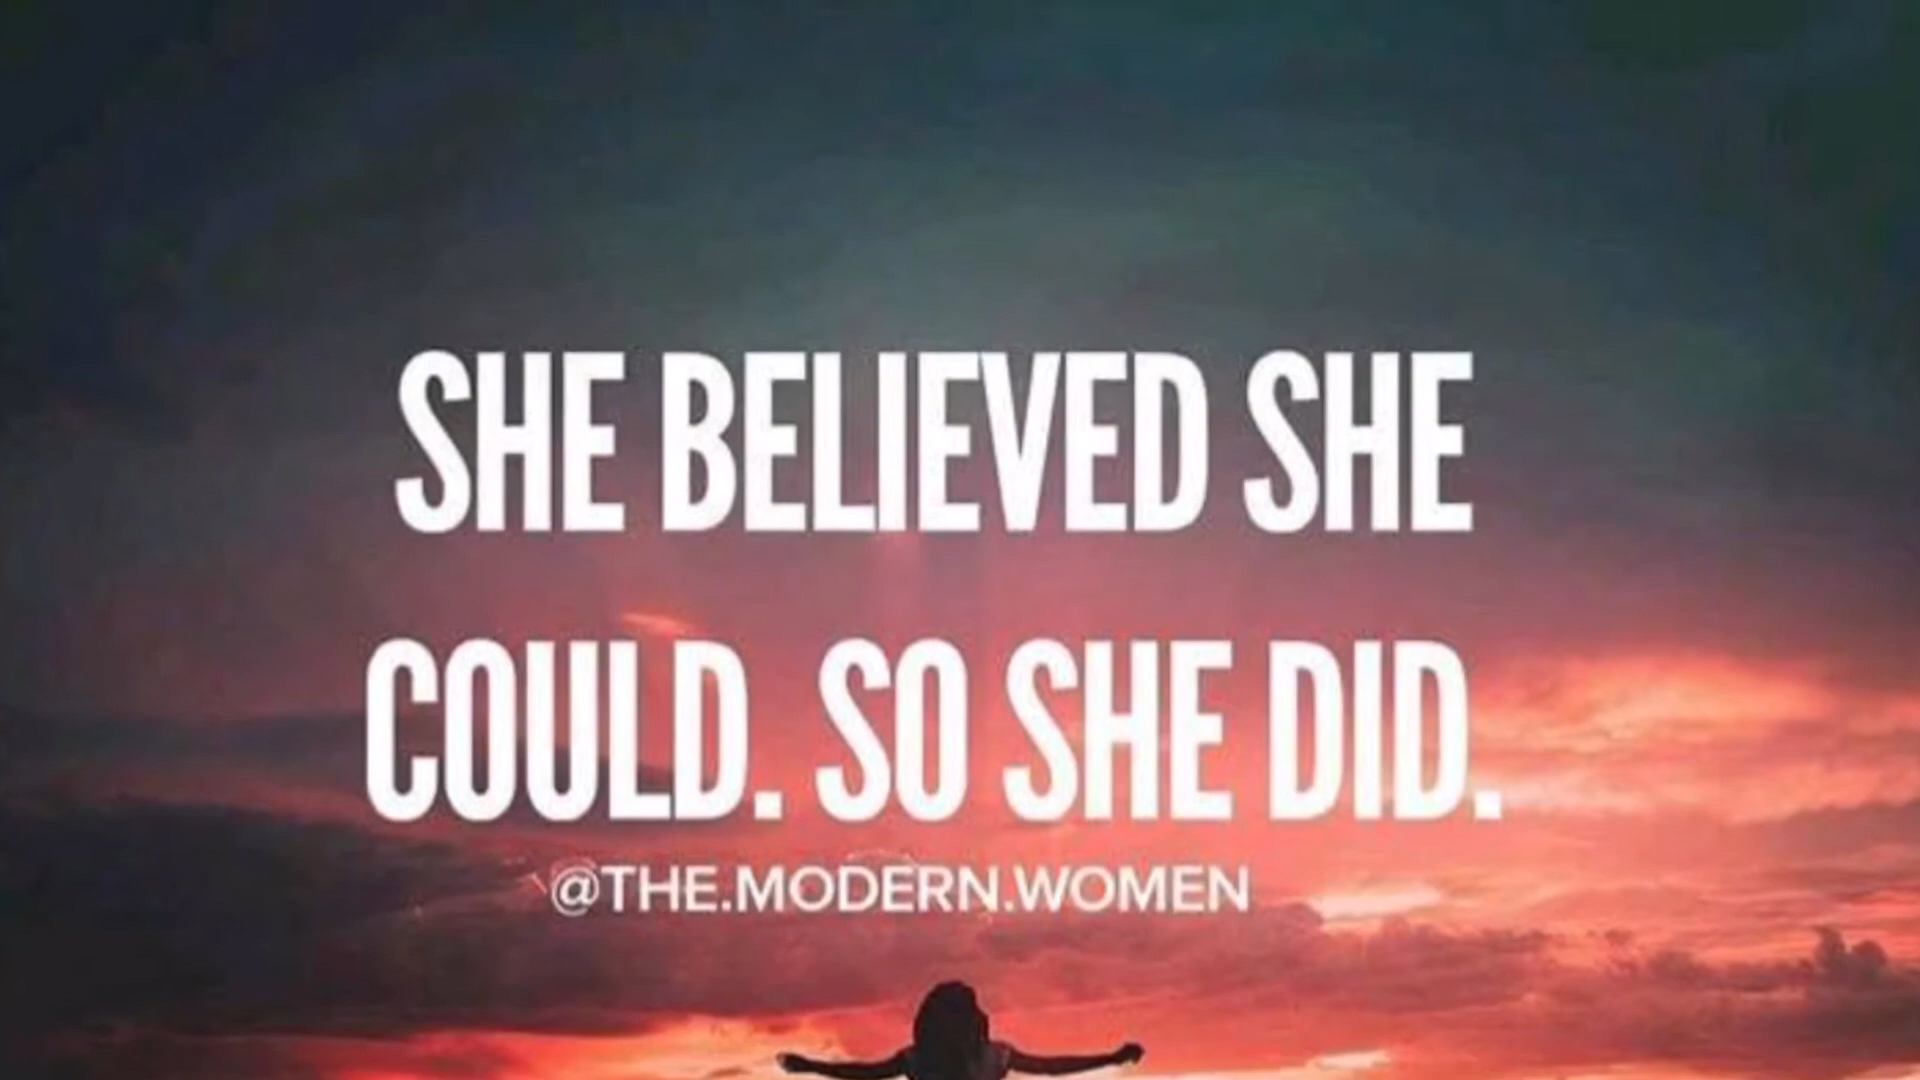 SHE BELIEVED SHE
COULD. SO SHE DID.
@THE.MODERN.WOMEN